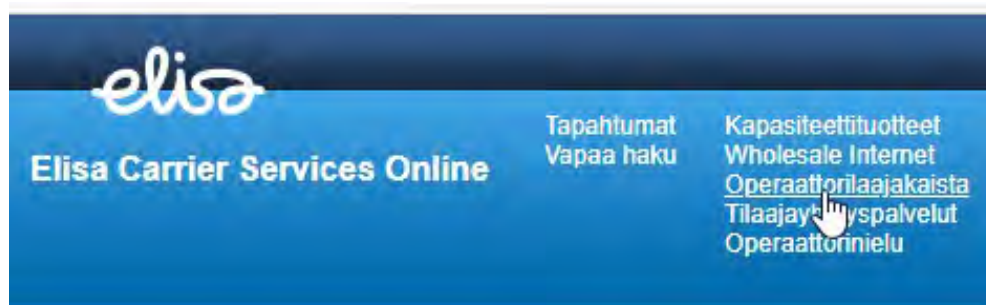 elisa
Elisa Carrier Services Online
Tapahtumat
Vapaa haku
Kapasiteettituotteet
Wholesale Internet
Operaattorilaajakaista
Operaattorinielu